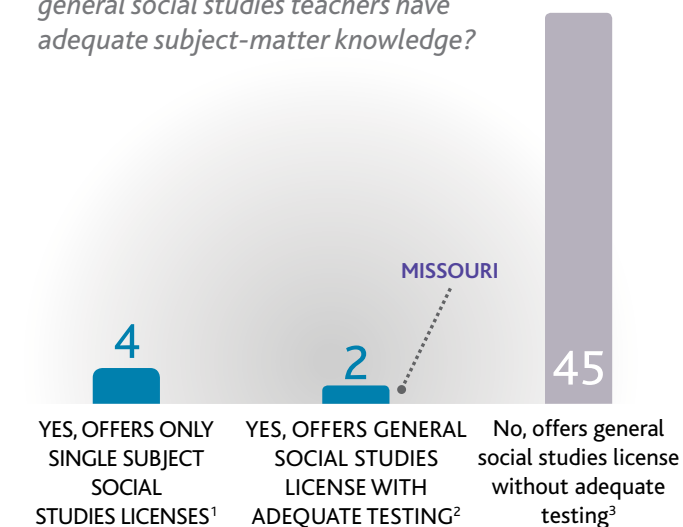 general social studies teachers have
adequate subject-matter knowledge?
MISSOURI
4
2
45
YES, OFFERS ONLY
SINGLE SUBJECT
SOCIAL
STUDIES LICENSES¹
YES, OFFERS GENERAL
SOCIAL STUDIES
LICENSE WITH
ADEQUATE TESTING²
No, offers general
social studies license
without adequate
testing³